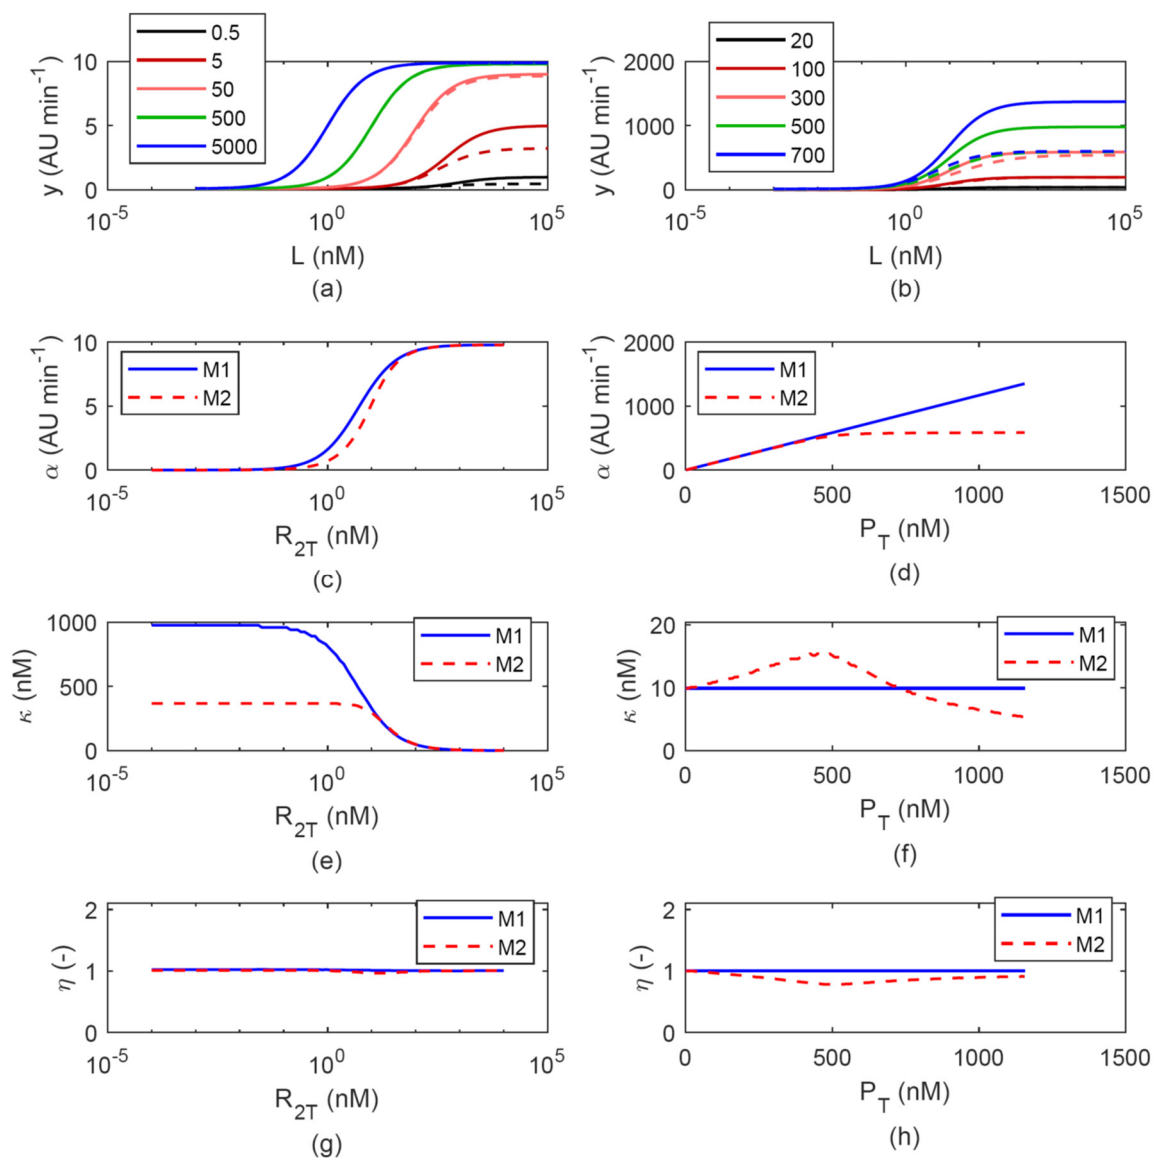 0.5
5
50
500
5000
10
5
0
y (AU min⁻¹)
10⁻⁵
10⁰
10⁵
L (nM)
(a)
20
100
300
500
700
2000
1000
0
y (AU min⁻¹)
10⁻⁵
10⁰
10⁵
L (nM)
(b)
10
5
0
α (AU min⁻¹)
M1
M2
10⁻⁵
10⁰
10⁵
R₂T (nM)
(c)
2000
1000
0
α (AU min⁻¹)
M1
M2
0
500
1000
1500
P_T (nM)
(d)
1000
500
0
κ (nM)
M1
M2
10⁻⁵
10⁰
10⁵
R₂T (nM)
(e)
20
10
0
κ (nM)
M1
M2
0
500
1000
1500
P_T (nM)
(f)
2
1
0
η (-)
M1
M2
10⁻⁵
10⁰
10⁵
R₂T (nM)
(g)
2
1
0
η (-)
M1
M2
0
500
1000
1500
P_T (nM)
(h)